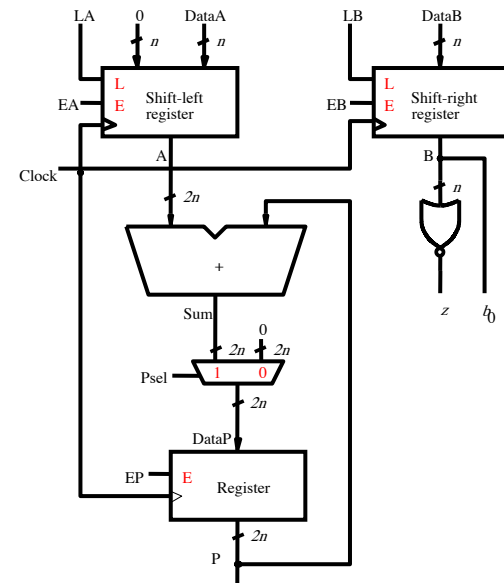 LA 0 DataA LB DataB
n n n
L L
EA E Shift-left register EB E Shift-right register
A B
Clock
2n n
+
z b0
Sum
0
2n 2n
Psel 1 0
2n
DataP
EP E Register
2n
P